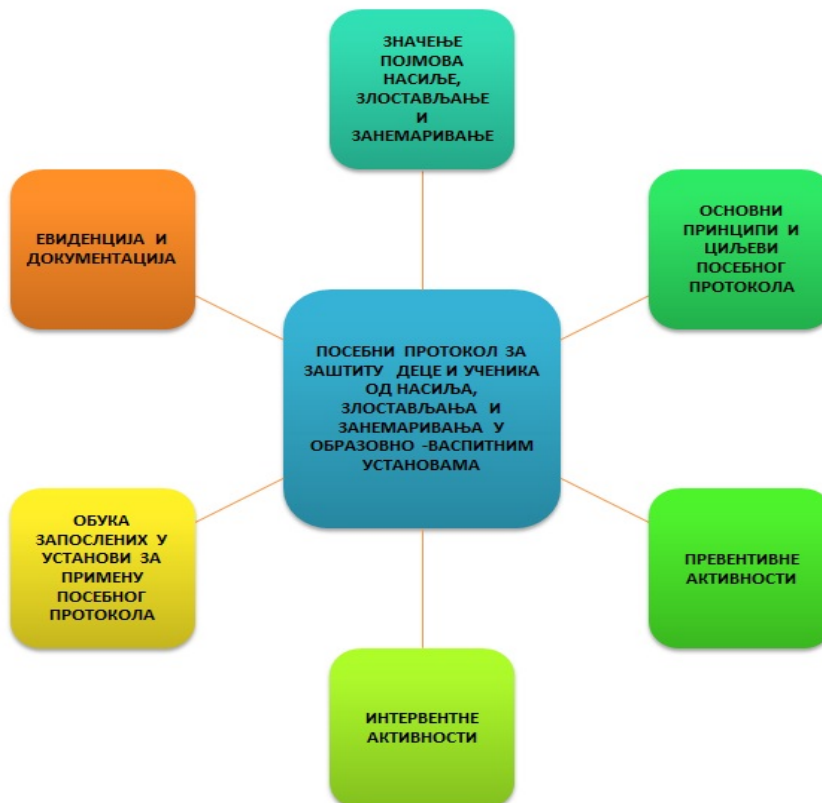 ЗНАЧЕЊЕ
ПОЈМОВА
НАСИЉЕ,
ЗЛОСТАВЉАЊЕ
И
ЗАНЕМАРИВАЊЕ
ОСНОВНИ
ПРИНЦИПИ И
ЦИЉЕВИ
ПОСЕБНОГ
ПРОТОКОЛА
ПРЕВЕНТИВНЕ
АКТИВНОСТИ
ИНТЕРВЕНТНЕ
АКТИВНОСТИ
ОБУКА
ЗАПОСЛЕНИХ У
УСТАНОВИ ЗА
ПРИМЕНУ
ПОСЕБНОГ
ПРОТОКОЛА
ЕВИДЕНЦИЈА И
ДОКУМЕНТАЦИЈА
ПОСЕБНИ ПРОТОКОЛ ЗА
ЗАШТИТУ ДЕЦЕ И УЧЕНИКА
ОД НАСИЉА,
ЗЛОСТАВЉАЊА И
ЗАНЕМАРИВАЊА У
ОБРАЗОВНО -ВАСПИТНИМ
УСТАНОВАМА